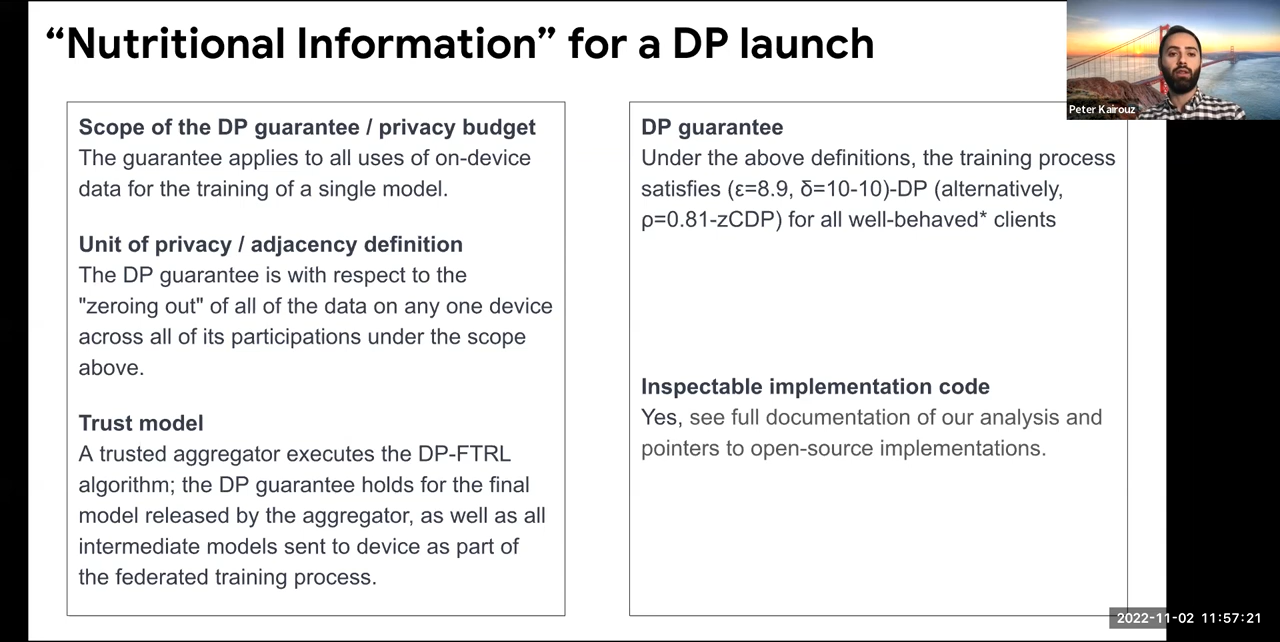 “Nutritional Information” for a DP launch
Peter Kairouz
Scope of the DP guarantee / privacy budget
The guarantee applies to all uses of on-device
data for the training of a single model.
Unit of privacy / adjacency definition
The DP guarantee is with respect to the
"zeroing out" of all of the data on any one device
across all of its participations under the scope
above.
Trust model
A trusted aggregator executes the DP-FTRL
algorithm; the DP guarantee holds for the final
model released by the aggregator, as well as all
intermediate models sent to device as part of
the federated training process.
DP guarantee
Under the above definitions, the training process
satisfies (ε=8.9, δ=10-10)-DP (alternatively,
ρ=0.81-zCDP) for all well-behaved* clients
Inspectable implementation code
Yes, see full documentation of our analysis and
pointers to open-source implementations.
2022-11-02 11:57:21